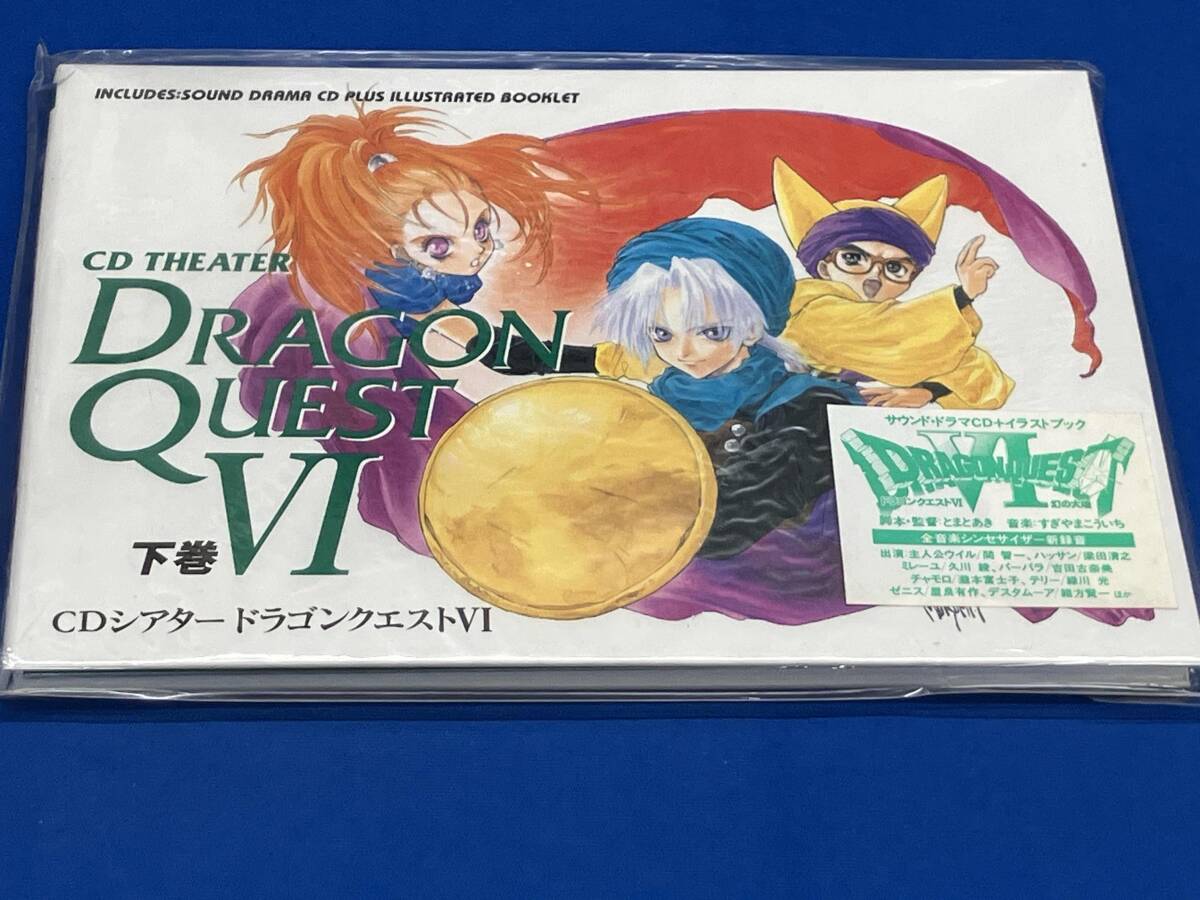 INCLUDES:SOUND DRAMA CD PLUS ILLUSTRATED BOOKLET
CD THEATER
DRAGON
QUEST
VI
下巻
CDシアター ドラゴンクエストVI
サウンド・ドラマCD+イラストブック
DRAGON QUEST
VI
ドラゴンクエストVI 幻の大地
脚本・監督:とまとあき 音楽:すぎやまこういち
全音楽シンセサイザー新録音
出演:主人公ウイル/関 智一、ハッサン/梁田清之
ミレーユ/久川 綾、バーバラ/吉田古奈美
チャモロ/瀧本富士子、テリー/緑川 光
ゼニス/屋良有作、デスタムーア/緒方賢一 ほか